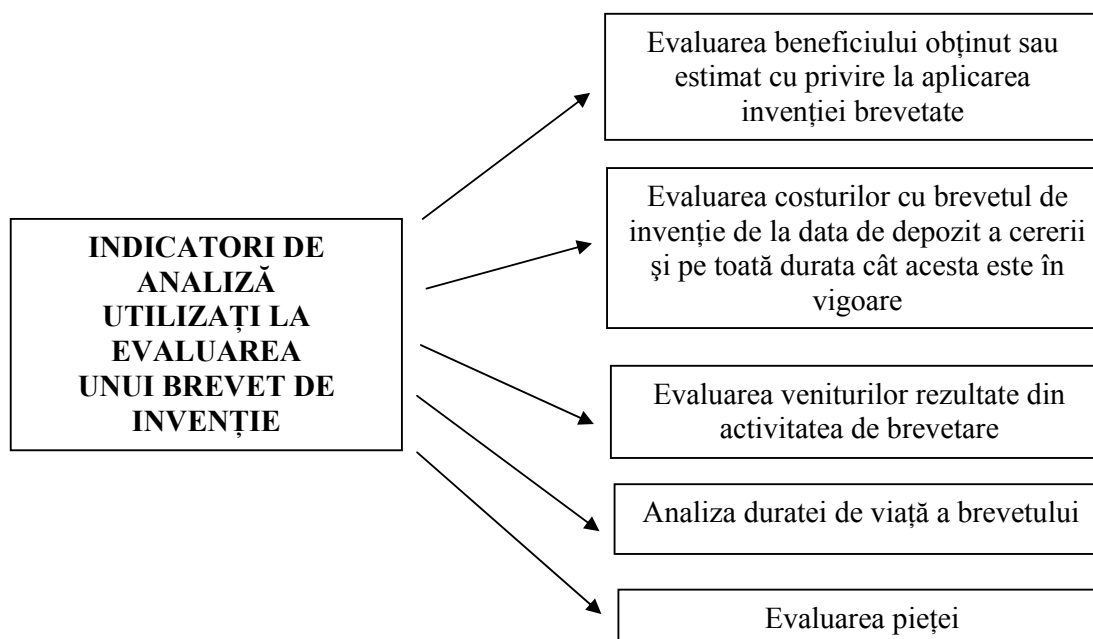 INDICATORI DE
ANALIZĂ
UTILIZAȚI LA
EVALUAREA
UNUI BREVET DE
INVENȚIE
Evaluarea beneficiului obținut sau
estimat cu privire la aplicarea
invenției brevetate
Evaluarea costurilor cu brevetul de
invenție de la data de depozit a cererii
şi pe toată durata cât acesta este în
vigoare
Evaluarea veniturilor rezultate din
activitatea de brevetare
Analiza duratei de viață a brevetului
Evaluarea pieței